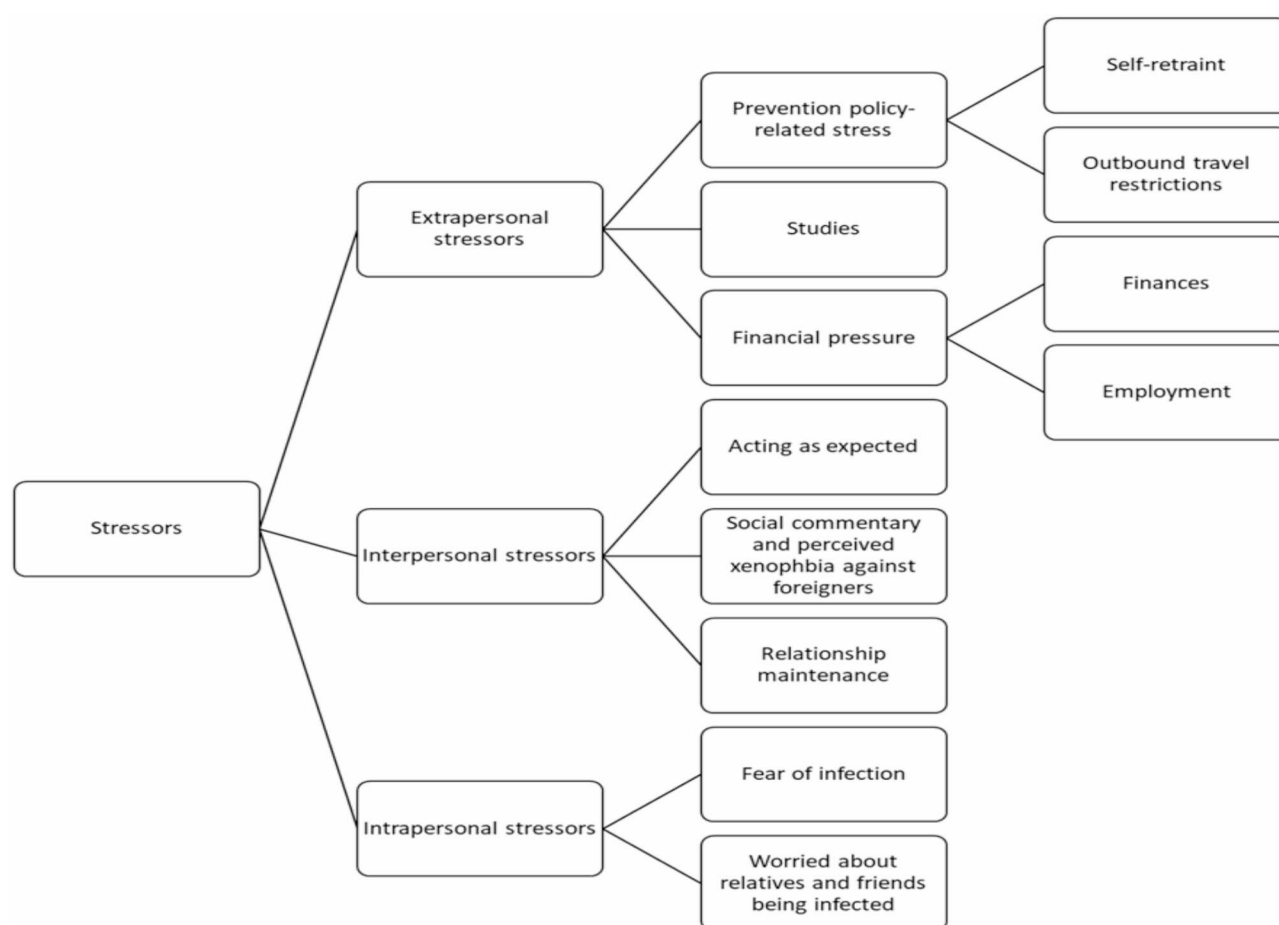 Self-retraint
Prevention policy-
related stress
Outbound travel
restrictions
Extrapersonal
stressors
Studies
Finances
Financial pressure
Employment
Acting as expected
Stressors
Interpersonal stressors
Social commentary
and perceived
xenophbia against
foreigners
Relationship
maintenance
Fear of infection
Intrapersonal stressors
Worried about
relatives and friends
being infected